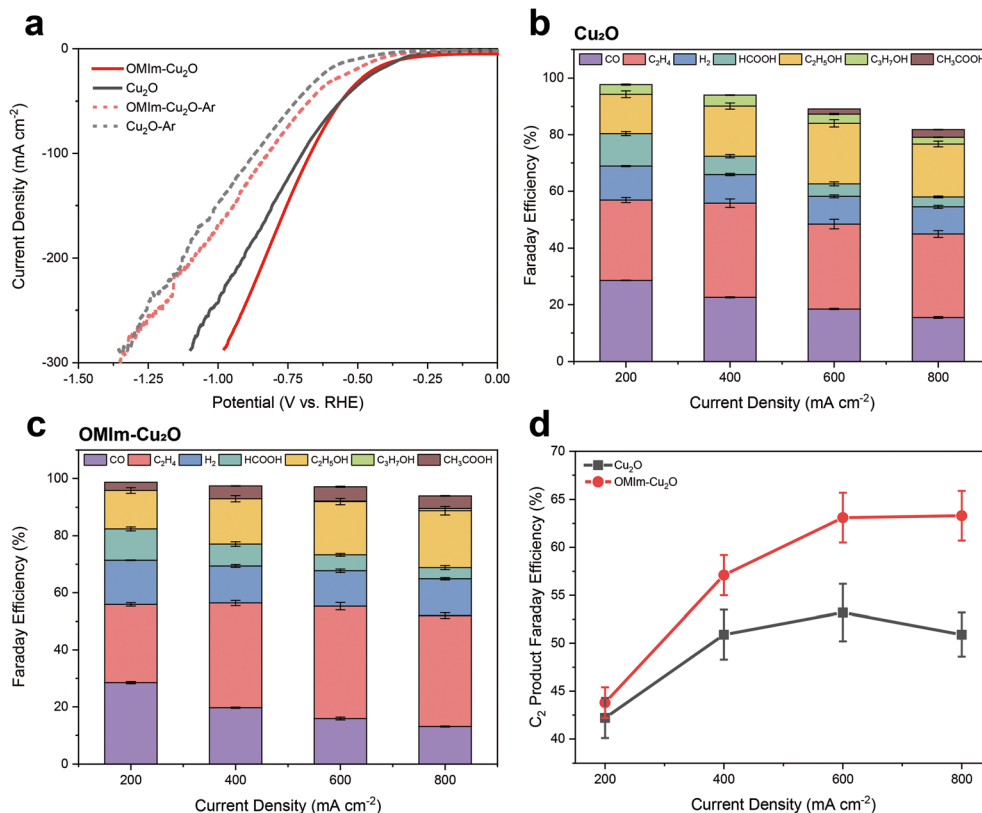 a
OMIm-Cu₂O
Cu₂O
OMIm-Cu₂O-Ar
Cu₂O-Ar
0
-100
-200
-300
Current Density (mA cm⁻²)
-1.50 -1.25 -1.00 -0.75 -0.50 -0.25 0.00
Potential (V vs. RHE)
b
Cu₂O
CO C₂H₄ H₂ HCOOH C₂H₅OH C₃H₇OH CH₃COOH
100
80
60
40
20
0
Faraday Efficiency (%)
200 400 600 800
Current Density (mA cm⁻²)
c
OMIm-Cu₂O
CO C₂H₄ H₂ HCOOH C₂H₅OH C₃H₇OH CH₃COOH
100
80
60
40
20
0
Faraday Efficiency (%)
200 400 600 800
Current Density (mA cm⁻²)
d
Cu₂O
OMIm-Cu₂O
70
65
60
55
50
45
40
C₂ Product Faraday Efficiency (%)
200 400 600 800
Current Density (mA cm⁻²)